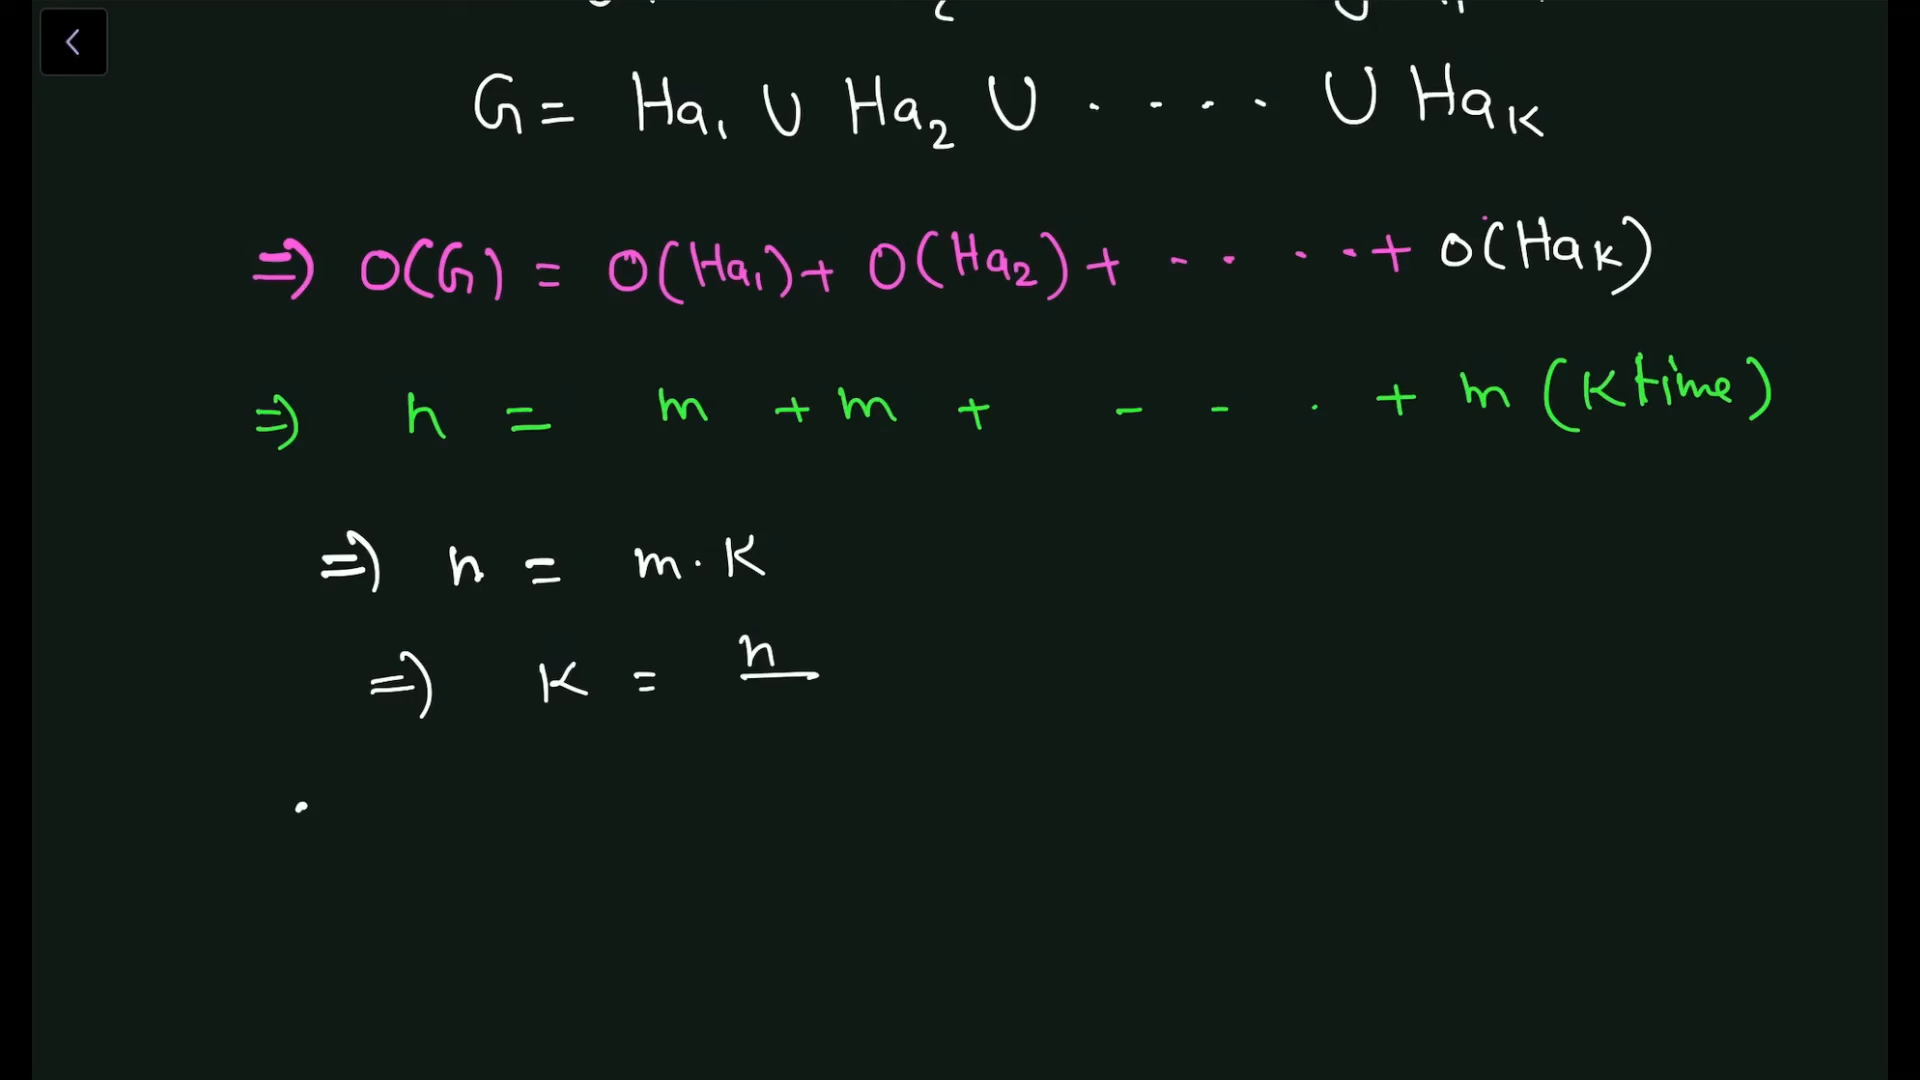 G = Ha₁ ∪ Ha₂ ∪ · · · · ∪ Haₖ
⇒ O(G) = O(Ha₁) + O(Ha₂) + - · · · + O(Haₖ)
⇒ n = m + m + - - · + m (K time)
⇒ n = m · K
⇒ K = n